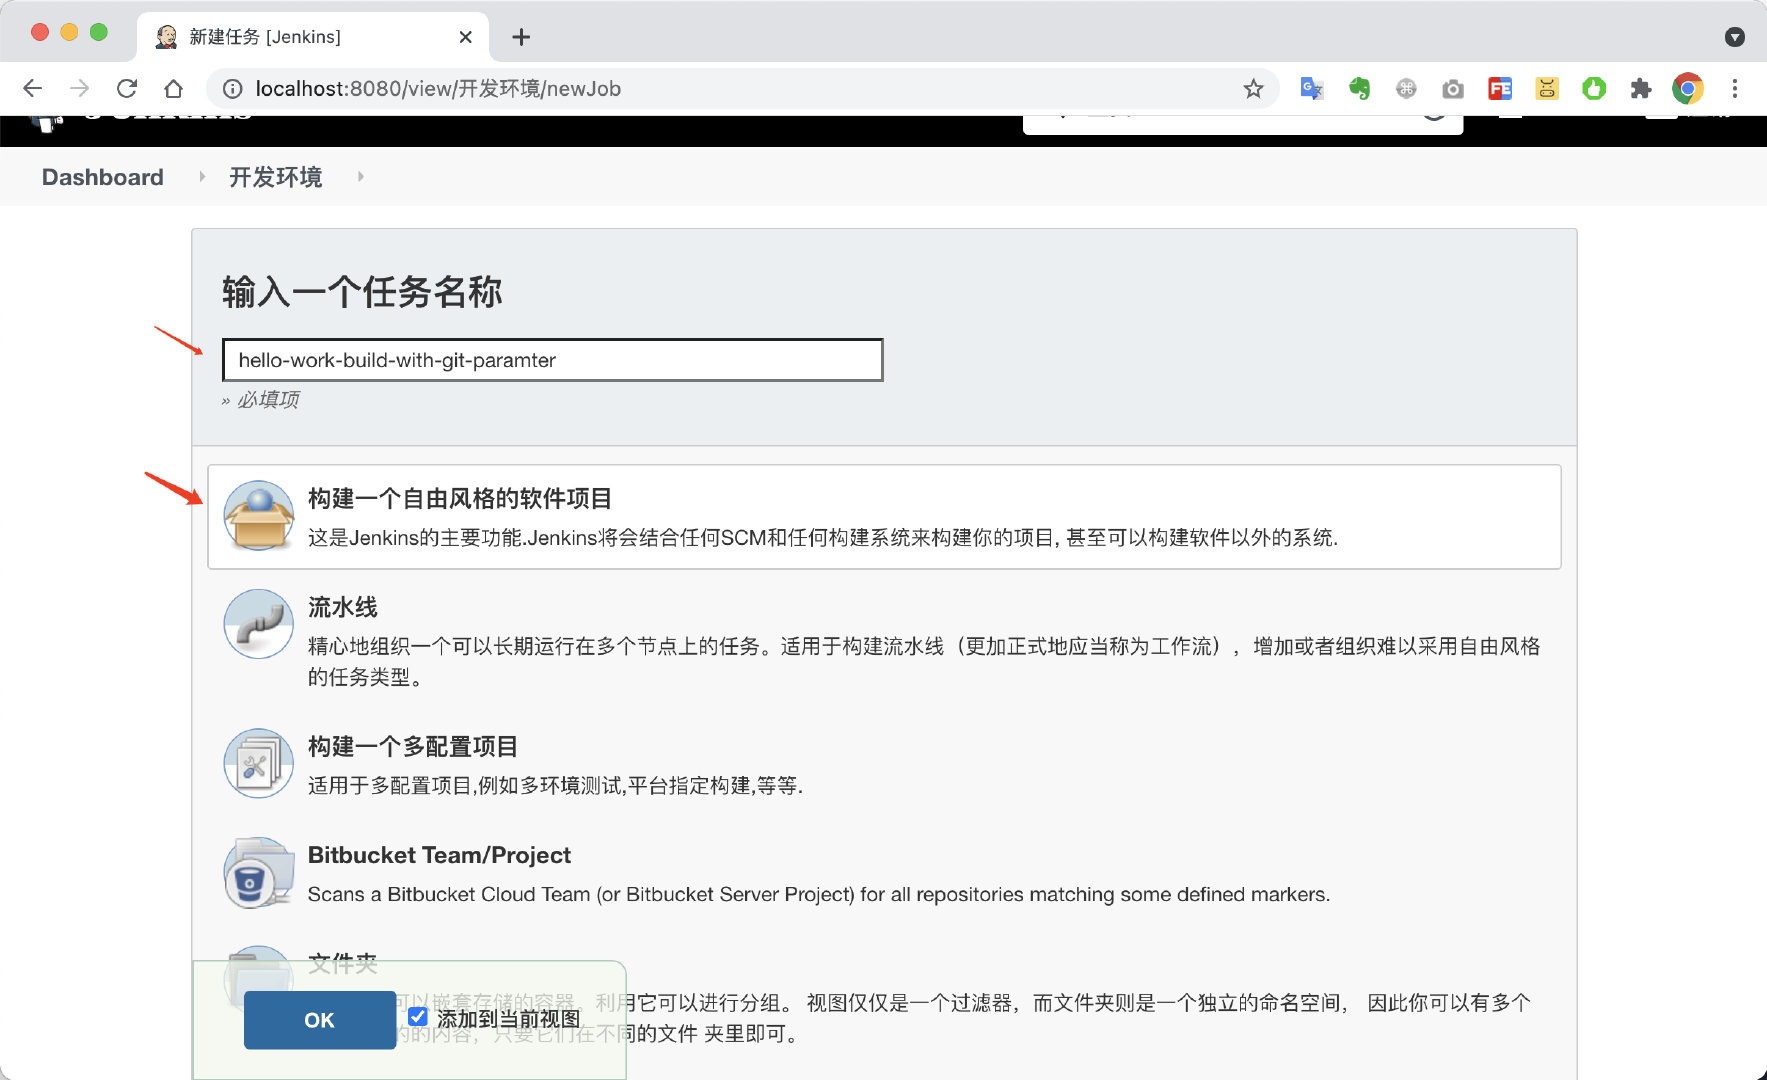 新建任务 [Jenkins]
localhost:8080/view/开发环境/newJob
Dashboard
开发环境
输入一个任务名称
hello-work-build-with-git-paramter
» 必填项
构建一个自由风格的软件项目
这是Jenkins的主要功能.Jenkins将会结合任何SCM和任何构建系统来构建你的项目, 甚至可以构建软件以外的系统.
流水线
精心地组织一个可以长期运行在多个节点上的任务。适用于构建流水线（更加正式地应当称为工作流），增加或者组织难以采用自由风格
的任务类型。
构建一个多配置项目
适用于多配置项目,例如多环境测试,平台指定构建,等等.
Bitbucket Team/Project
Scans a Bitbucket Cloud Team (or Bitbucket Server Project) for all repositories matching some defined markers.
文件夹
可以嵌套存储的容器。利用它可以进行分组。 视图仅仅是一个过滤器，而文件夹则是一个独立的命名空间， 因此你可以有多个
的的内容，只要它们在不同的文件 夹里即可。
OK
添加到当前视图